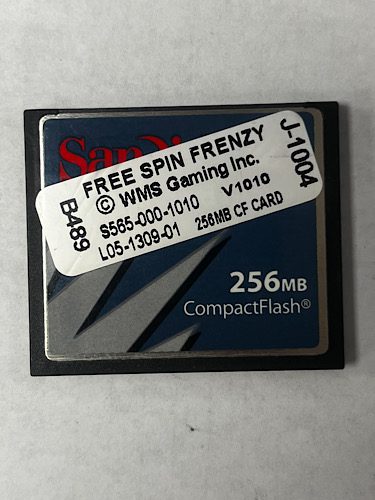 SanDi
FREE SPIN FRENZY
© WMS Gaming Inc.
S565-000-1010 V1010
L05-1309-01 256MB CF CARD
B489
J-1004
256MB
CompactFlash®